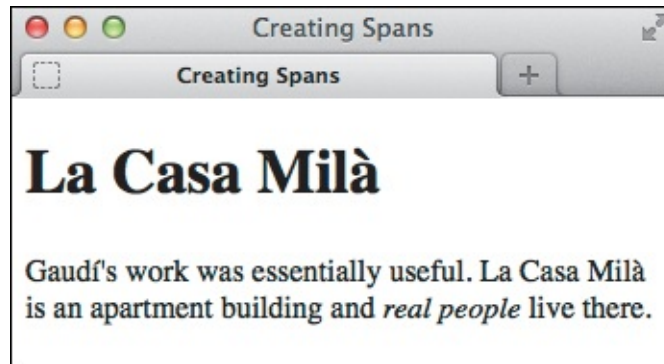 Creating Spans
Creating Spans
La Casa Milà
Gaudí's work was essentially useful. La Casa Milà
is an apartment building and real people live there.